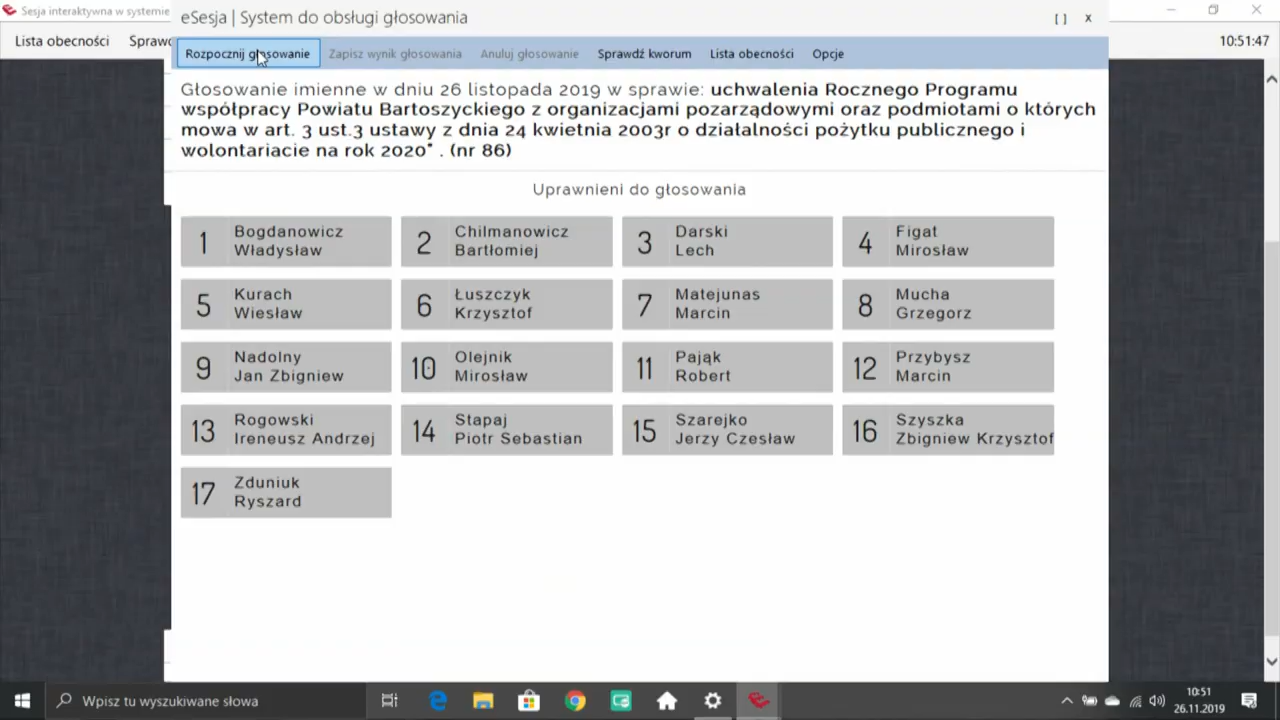 Sesja interaktywna w systemie
eSesja | System do obsługi głosowania
[ ] x
Lista obecności
10:51:47
Rozpocznij głosowanie Zapisz wynik głosowania Anuluj głosowanie Sprawdź kworum Lista obecności Opcje
Głosowanie imienne w dniu 26 listopada 2019 w sprawie: uchwalenia Rocznego Programu
współpracy Powiatu Bartoszyckiego z organizacjami pozarządowymi oraz podmiotami o których
mowa w art. 3 ust.3 ustawy z dnia 24 kwietnia 2003r o działalności pożytku publicznego i
wolontariacie na rok 2020" . (nr 86)
Uprawnieni do głosowania
1 Bogdanowicz
Władysław
2 Chilmanowicz
Bartłomiej
3 Darski
Lech
4 Figat
Mirosław
5 Kurach
Wiesław
6 Łuszczyk
Krzysztof
7 Matejunas
Marcin
8 Mucha
Grzegorz
9 Nadolny
Jan Zbigniew
10 Olejnik
Mirosław
11 Pająk
Robert
12 Przybysz
Marcin
13 Rogowski
Ireneusz Andrzej
14 Stapaj
Piotr Sebastian
15 Szarejko
Jerzy Czesław
16 Szyszka
Zbigniew Krzysztof
17 Zduniuk
Ryszard
Wpisz tu wyszukiwane słowa
10:51
26.11.2019